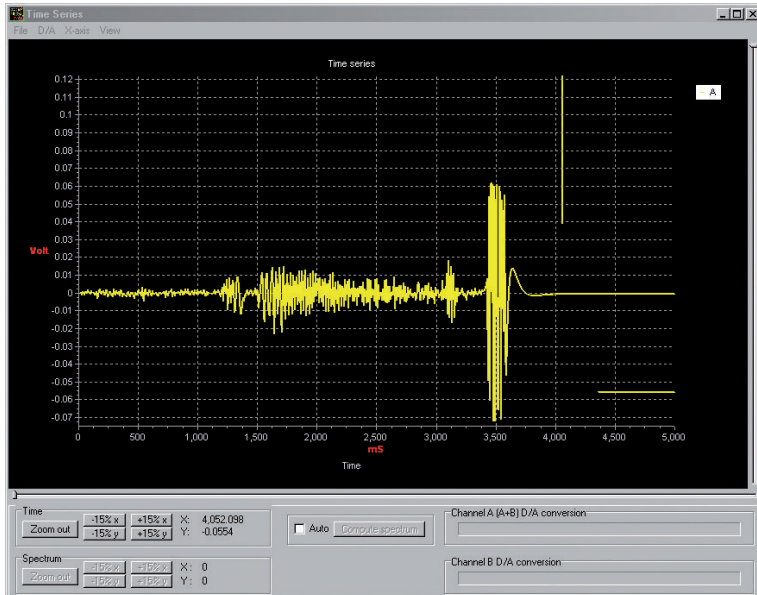 Time Series
File D/A X-axis View
Time series
A
0.12
0.11
0.1
0.09
0.08
0.07
0.06
0.05
0.04
0.03
0.02
0.01
0
-0.01
-0.02
-0.03
-0.04
-0.05
-0.06
-0.07
Volt
0 500 1,000 1,500 2,000 2,500 3,000 3,500 4,000 4,500 5,000
mS
Time
Time
Zoom out -15% x +15% x X: 4,052.098
-15% y +15% y Y: -0.0554
Auto Compute spectrum
Channel A (A+B) D/A conversion
Spectrum
Zoom out -15% x +15% x X: 0
-15% y +15% y Y: 0
Channel B D/A conversion